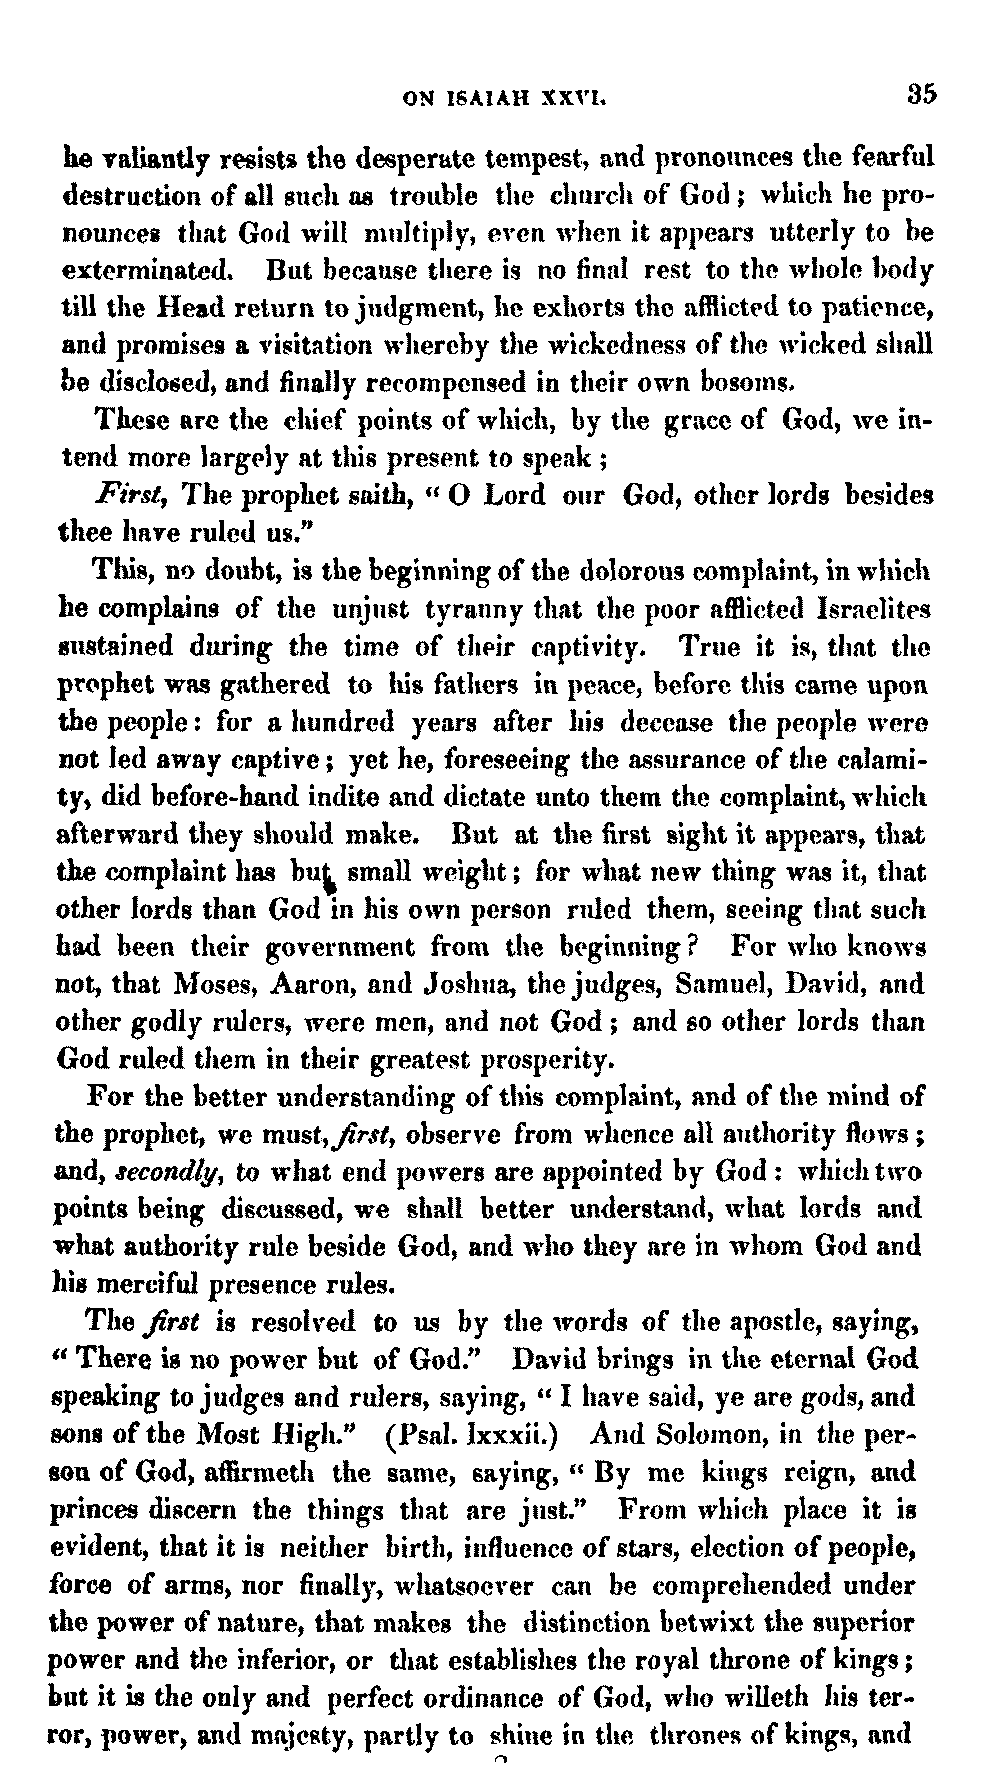 ON ISAIAH XXVI. 35
he valiantly resists the desperate tempest, and pronounces the fearful
destruction of all such as trouble the church of God; which he pro-
nounces that God will multiply, even when it appears utterly to be
exterminated. But because there is no final rest to the whole body
till the Head return to judgment, he exhorts the afflicted to patience,
and promises a visitation whereby the wickedness of the wicked shall
be disclosed, and finally recompensed in their own bosoms.
These are the chief points of which, by the grace of God, we in-
tend more largely at this present to speak;
First, The prophet saith, "O Lord our God, other lords besides
thee have ruled us."
This, no doubt, is the beginning of the dolorous complaint, in which
he complains of the unjust tyranny that the poor afflicted Israelites
sustained during the time of their captivity. True it is, that the
prophet was gathered to his fathers in peace, before this came upon
the people: for a hundred years after his decease the people were
not led away captive; yet he, foreseeing the assurance of the calami-
ty, did before-hand indite and dictate unto them the complaint, which
afterward they should make. But at the first sight it appears, that
the complaint has but small weight; for what new thing was it, that
other lords than God in his own person ruled them, seeing that such
had been their government from the beginning? For who knows
not, that Moses, Aaron, and Joshua, the judges, Samuel, David, and
other godly rulers, were men, and not God; and so other lords than
God ruled them in their greatest prosperity.
For the better understanding of this complaint, and of the mind of
the prophet, we must, first, observe from whence all authority flows;
and, secondly, to what end powers are appointed by God: which two
points being discussed, we shall better understand, what lords and
what authority rule beside God, and who they are in whom God and
his merciful presence rules.
The first is resolved to us by the words of the apostle, saying,
"There is no power but of God." David brings in the eternal God
speaking to judges and rulers, saying, "I have said, ye are gods, and
sons of the Most High." (Psal. lxxxii.) And Solomon, in the per-
son of God, affirmeth the same, saying, "By me kings reign, and
princes discern the things that are just." From which place it is
evident, that it is neither birth, influence of stars, election of people,
force of arms, nor finally, whatsoever can be comprehended under
the power of nature, that makes the distinction betwixt the superior
power and the inferior, or that establishes the royal throne of kings;
but it is the only and perfect ordinance of God, who willeth his ter-
ror, power, and majesty, partly to shine in the thrones of kings, and